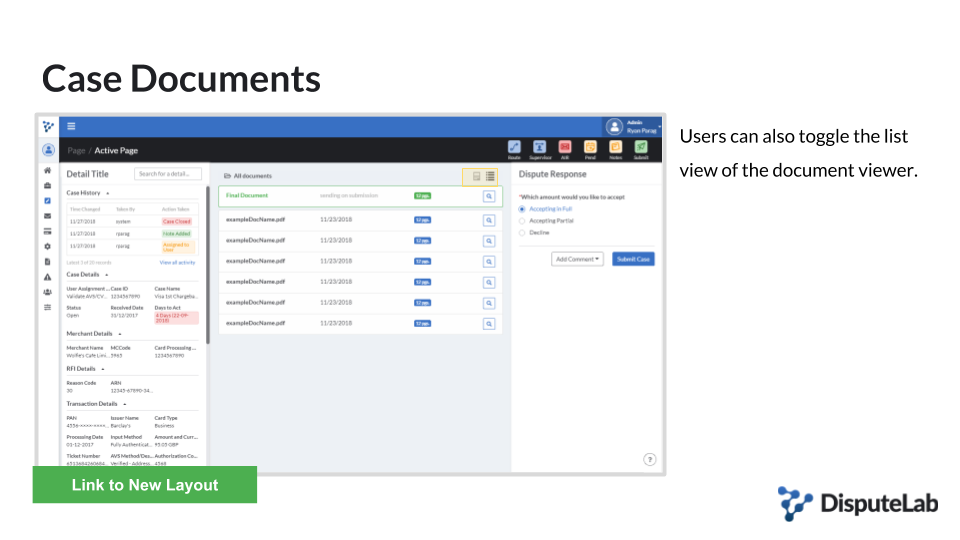 Case Documents
Users can also toggle the list
view of the document viewer.
Admin
Ryan Parag
Page / Active Page
Route Supervisor AIR Pend Notes Submit
Detail Title
Search for a detail...
Case History
Time Changed Taken By Action Taken
11/27/2018 system Case Closed
11/27/2018 rparag Note Added
11/27/2018 rparag Assigned to
user
Latest 3 of 10 records View all activity
Case Details
User Assignment ... Case ID Case Name
Validate AVS/CV... 1234567890 Visa 1st Chargeba...
Status Received Date Days to Act
Open 31/12/2017 4 Days (22-09-
2018)
Merchant Details
Merchant Name MCCode Card Processing ...
Wolfie's Cafe Limi... 5965 1234567890
RFI Details
Reason Code ARN
30 12345-67890-34...
Transaction Details
PAN Issuer Name Card Type
4556-××××-××××... Barclay's Business
Processing Date Input Method Amount and Curr...
01-12-2017 Fully Authenticat... 95.05 GBP
Ticket Number AVS Method/Des... Authorization Co...
6513684260684... Verified - Address... 4568
All documents
Final Document sending on submission 12 pgs.
exampleDocName.pdf 11/23/2018 12 pgs.
exampleDocName.pdf 11/23/2018 12 pgs.
exampleDocName.pdf 11/23/2018 12 pgs.
exampleDocName.pdf 11/23/2018 12 pgs.
exampleDocName.pdf 11/23/2018 12 pgs.
exampleDocName.pdf 11/23/2018 12 pgs.
Dispute Response
*Which amount would you like to accept
Accepting in Full
Accepting Partial
Decline
Add Comment
Submit Case
?
Link to New Layout
DisputeLab